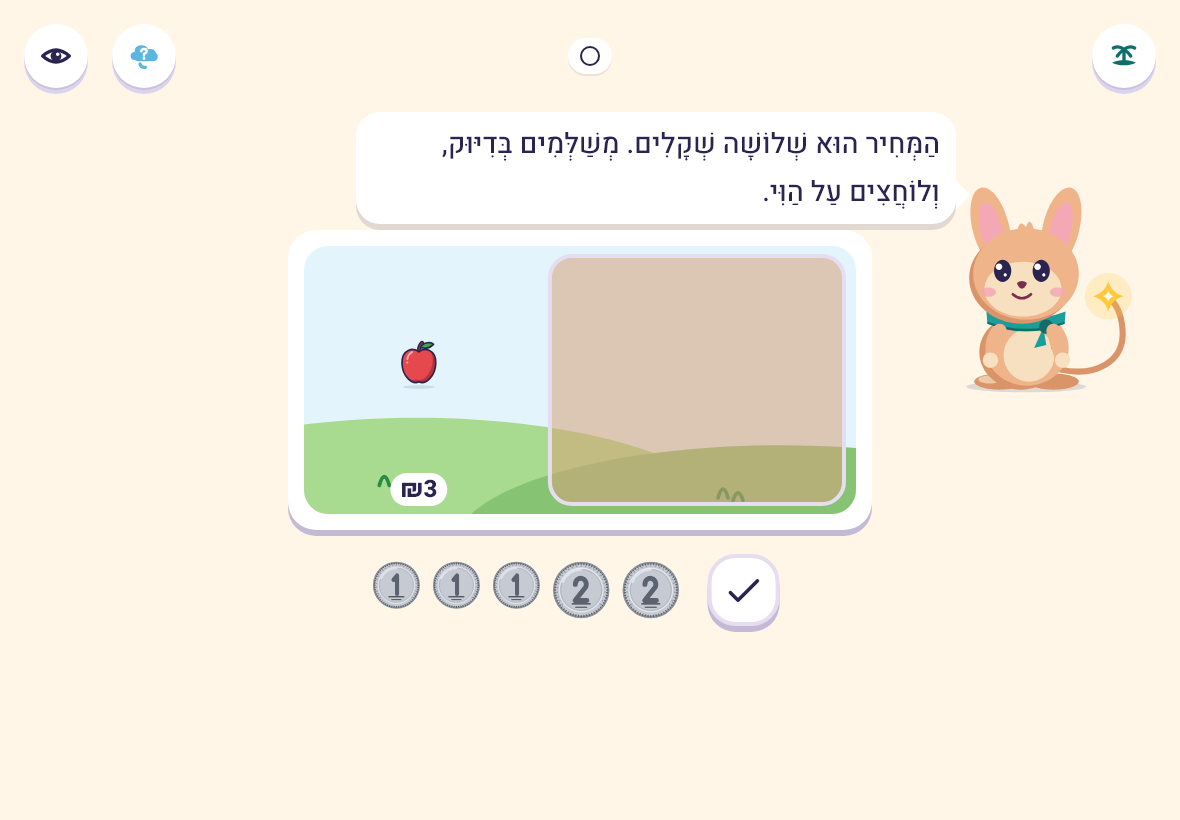 ?
הַמְּחִיר הוּא שְׁלוֹשָׁה שְׁקָלִים. מְשַׁלְּמִים בְּדִיּוּק,
וְלוֹחֲצִים עַל הַוִּי.
₪3
1 1 1 2 2